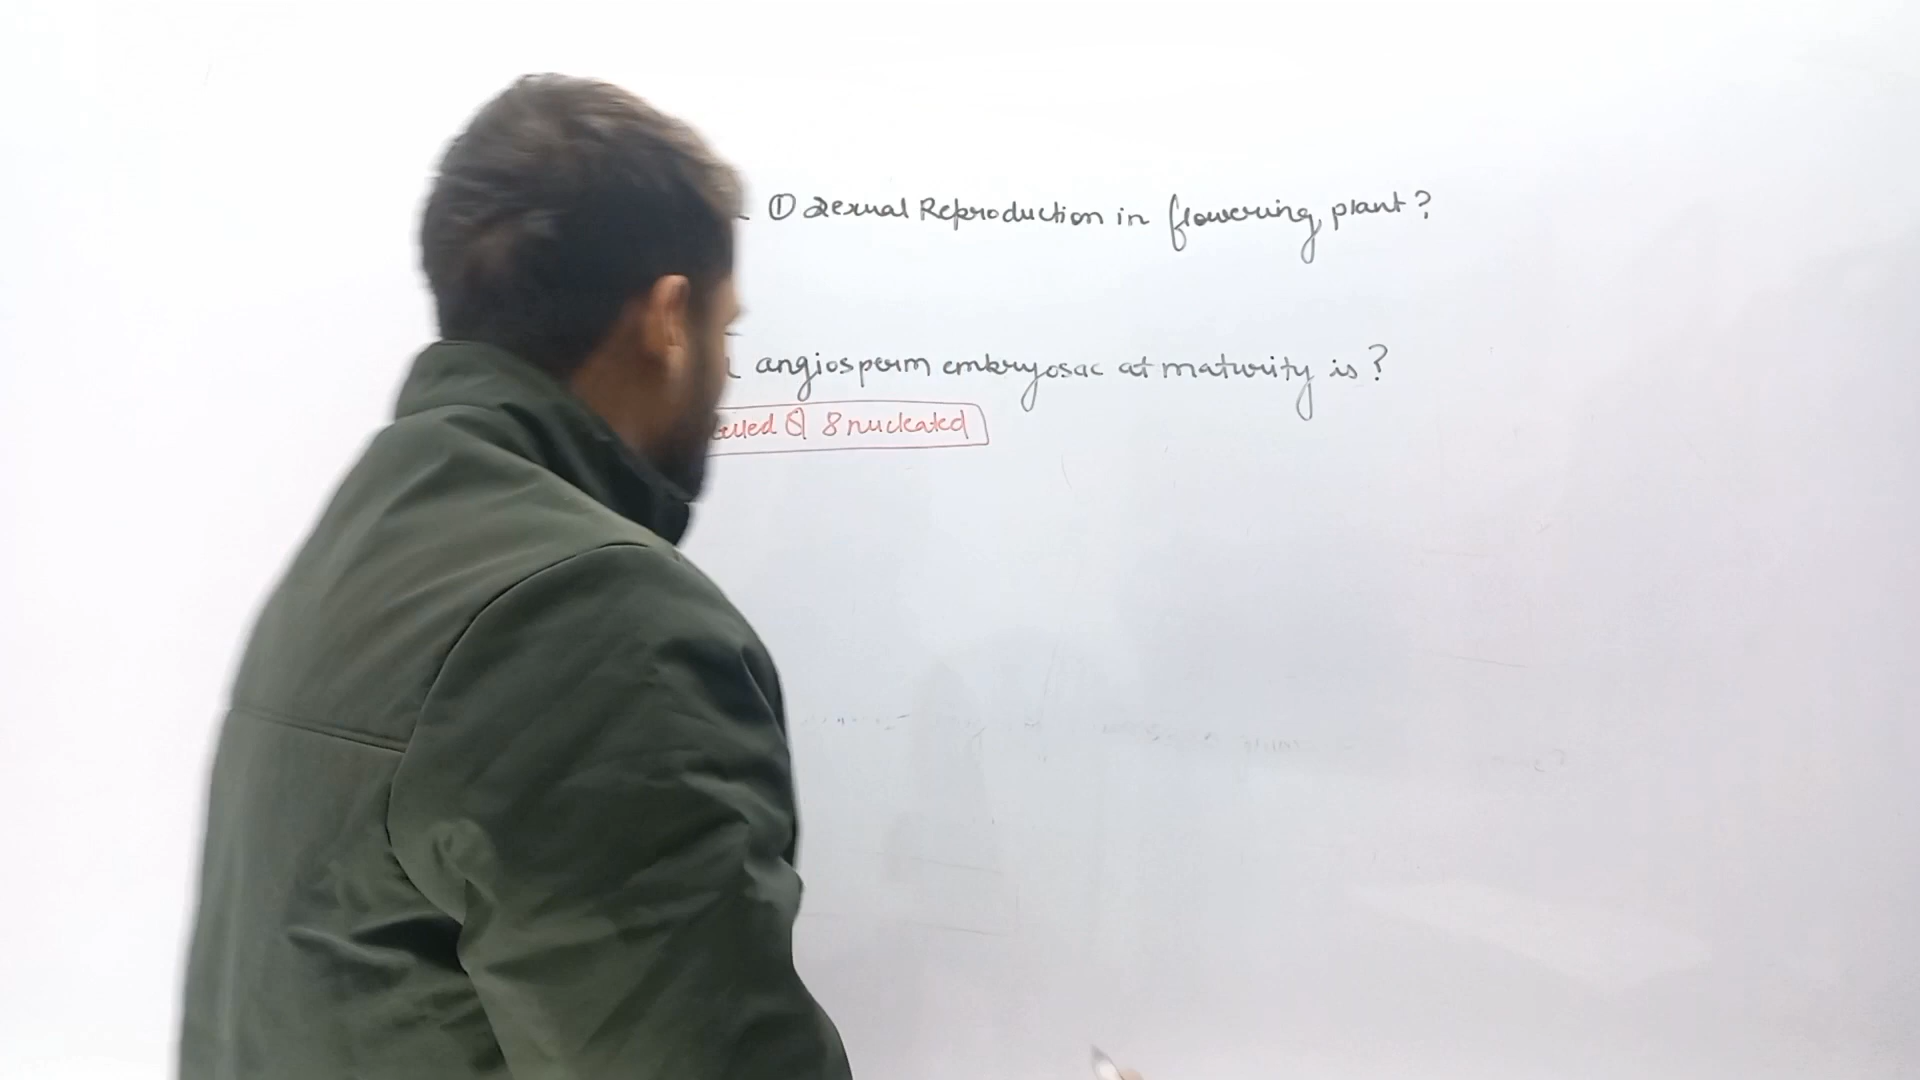 ① Sexual Reproduction in flowering plant?
angiosperm embryosac at maturity is?
celled & 8 nucleated